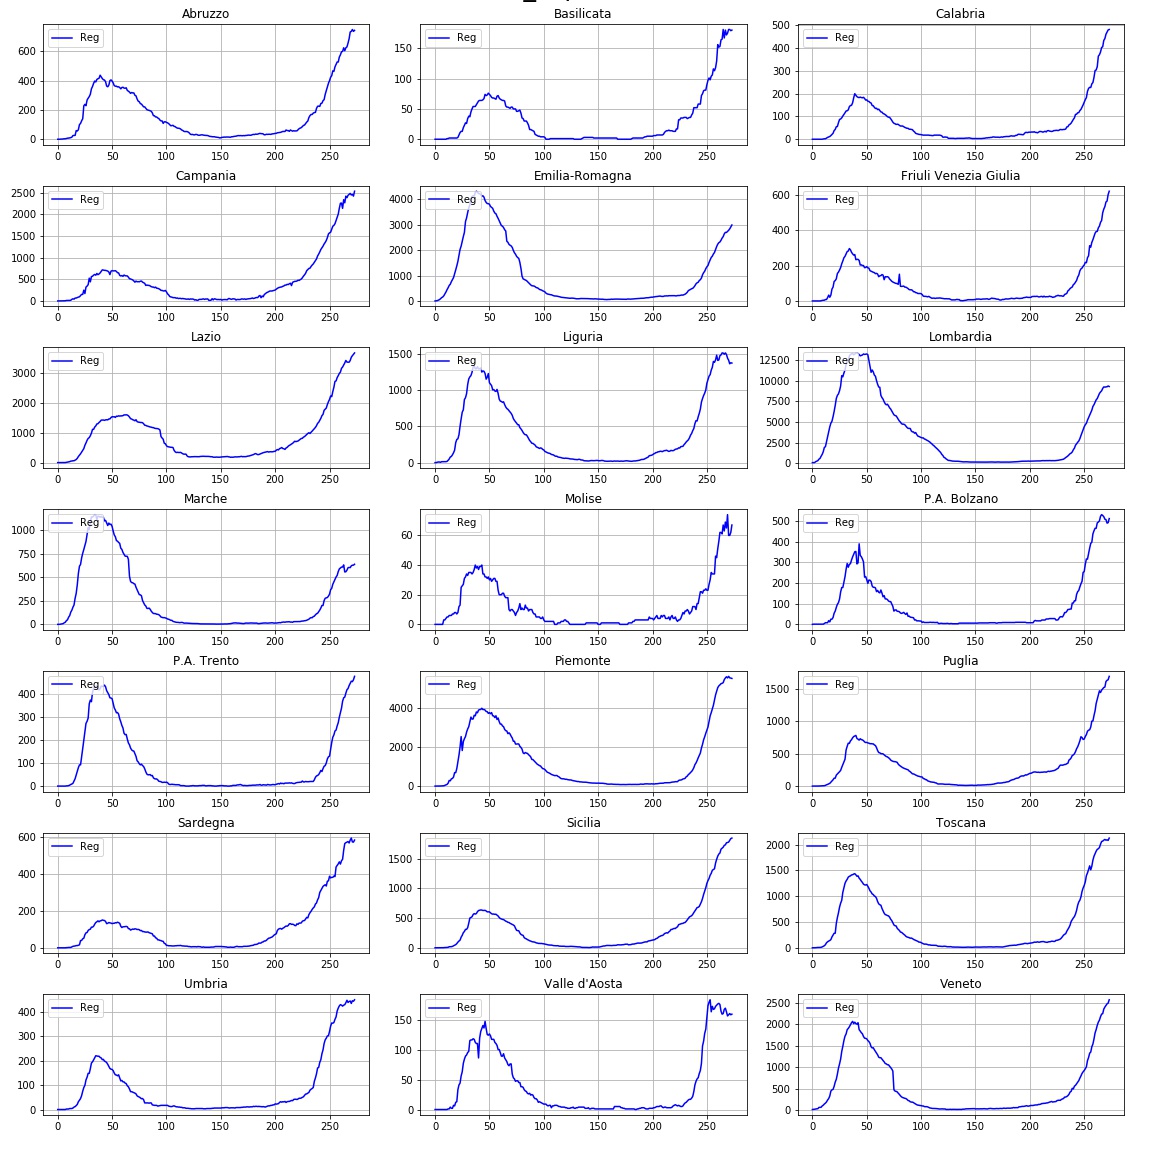 Abruzzo
Reg
600
400
200
0
0 50 100 150 200 250
Basilicata
Reg
150
100
50
0
0 50 100 150 200 250
Calabria
Reg
500
400
300
200
100
0
0 50 100 150 200 250
Campania
Reg
2500
2000
1500
1000
500
0
0 50 100 150 200 250
Emilia-Romagna
Reg
4000
3000
2000
1000
0
0 50 100 150 200 250
Friuli Venezia Giulia
Reg
600
400
200
0
0 50 100 150 200 250
Lazio
Reg
3000
2000
1000
0
0 50 100 150 200 250
Liguria
Reg
1500
1000
500
0
0 50 100 150 200 250
Lombardia
Reg
12500
10000
7500
5000
2500
0
0 50 100 150 200 250
Marche
Reg
1000
750
500
250
0
0 50 100 150 200 250
Molise
Reg
60
40
20
0
0 50 100 150 200 250
P.A. Bolzano
Reg
500
400
300
200
100
0
0 50 100 150 200 250
P.A. Trento
Reg
400
300
200
100
0
0 50 100 150 200 250
Piemonte
Reg
4000
2000
0
0 50 100 150 200 250
Puglia
Reg
1500
1000
500
0
0 50 100 150 200 250
Sardegna
Reg
600
400
200
0
0 50 100 150 200 250
Sicilia
Reg
1500
1000
500
0
0 50 100 150 200 250
Toscana
Reg
2000
1500
1000
500
0
0 50 100 150 200 250
Umbria
Reg
400
300
200
100
0
0 50 100 150 200 250
Valle d'Aosta
Reg
150
100
50
0
0 50 100 150 200 250
Veneto
Reg
2500
2000
1500
1000
500
0
0 50 100 150 200 250